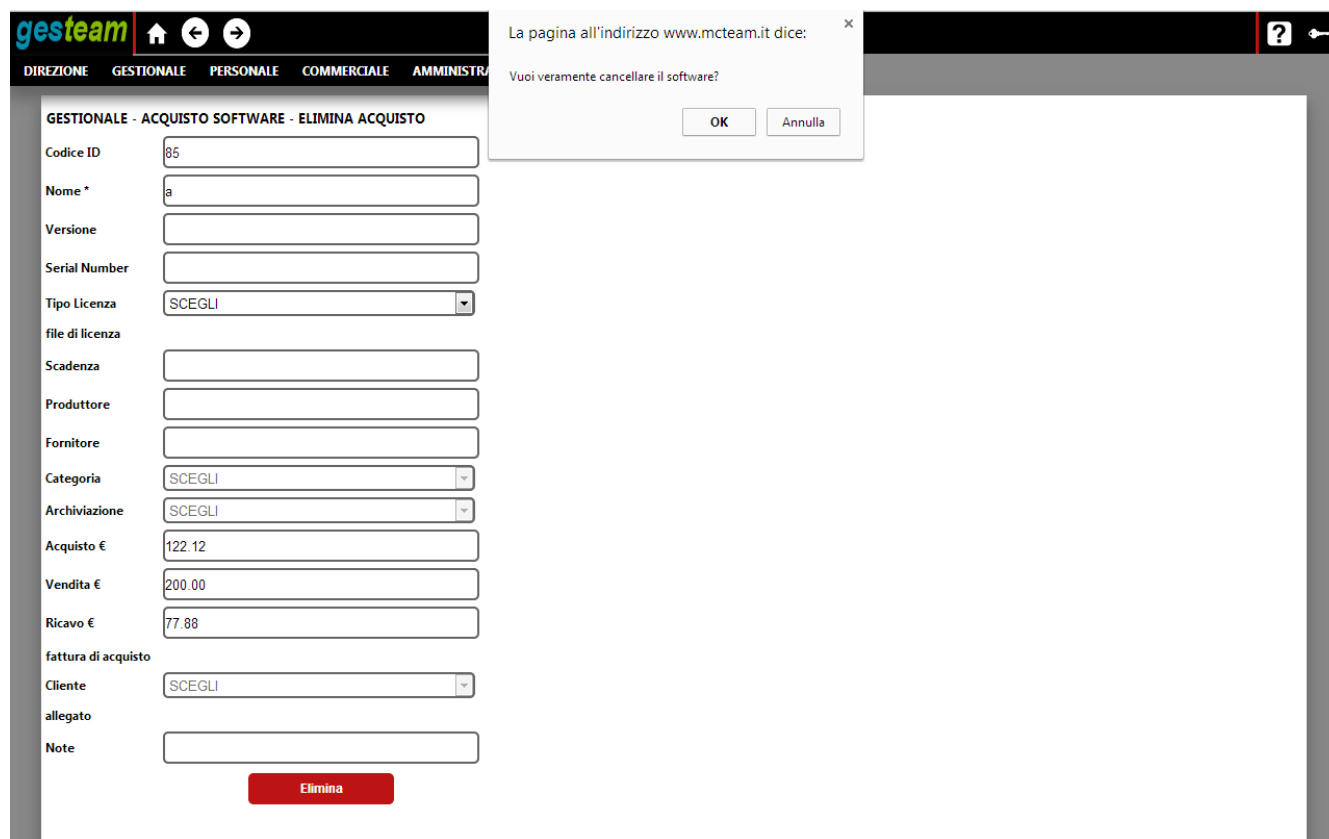 gesteam
DIREZIONE GESTIONALE PERSONALE COMMERCIALE AMMINISTRA
La pagina all'indirizzo www.mcteam.it dice:
Vuoi veramente cancellare il software?
OK Annulla
GESTIONALE - ACQUISTO SOFTWARE - ELIMINA ACQUISTO
Codice ID 85
Nome * a
Versione
Serial Number
Tipo Licenza SCEGLI
file di licenza
Scadenza
Produttore
Fornitore
Categoria SCEGLI
Archiviazione SCEGLI
Acquisto € 122.12
Vendita € 200.00
Ricavo € 77.88
fattura di acquisto
Cliente SCEGLI
allegato
Note
Elimina